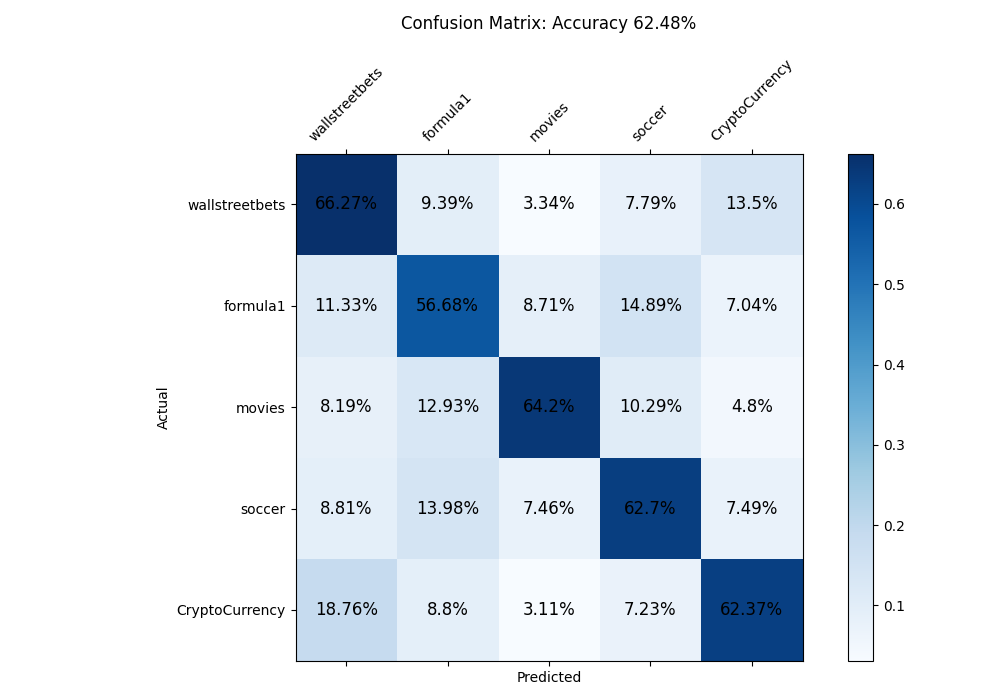 Confusion Matrix: Accuracy 62.48%
wallstreetbets formula1 movies soccer CryptoCurrency
wallstreetbets 66.27% 9.39% 3.34% 7.79% 13.5%
formula1 11.33% 56.68% 8.71% 14.89% 7.04%
movies 8.19% 12.93% 64.2% 10.29% 4.8%
soccer 8.81% 13.98% 7.46% 62.7% 7.49%
CryptoCurrency 18.76% 8.8% 3.11% 7.23% 62.37%
Actual
Predicted
0.6
0.5
0.4
0.3
0.2
0.1